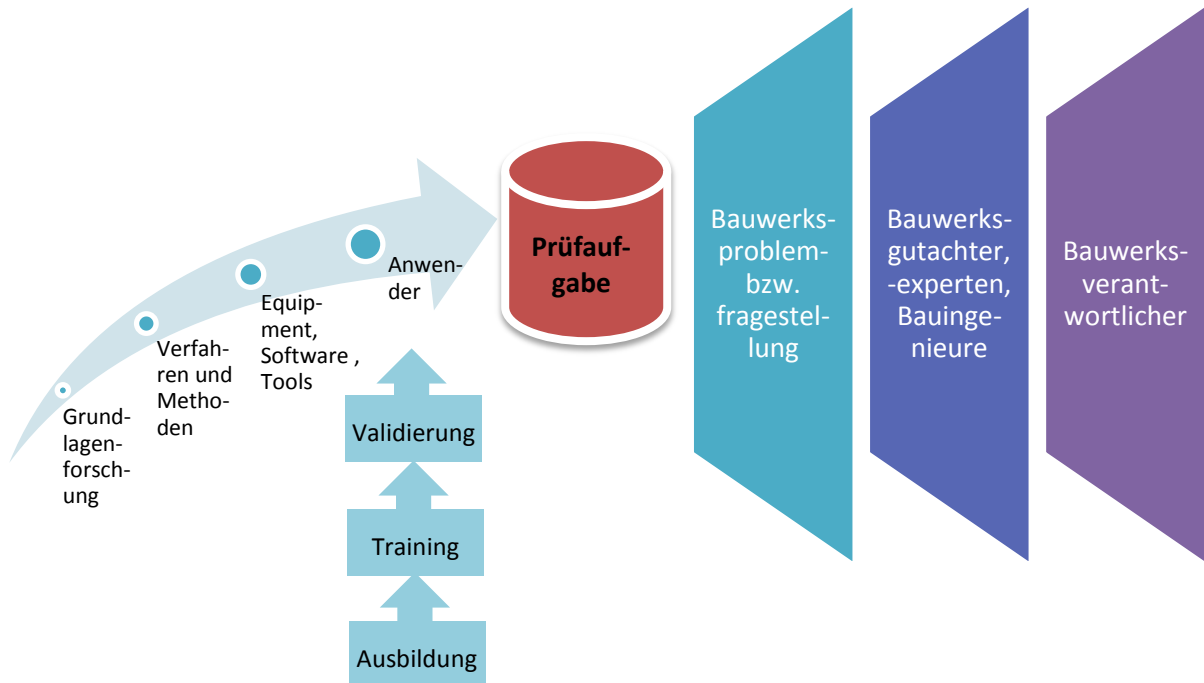 Grund-
lagen-
forsch-
ung
Verfah-
ren und
Metho-
den
Equip-
ment,
Software ,
Tools
Anwen-
der
Validierung
Training
Ausbildung
Prüfauf-
gabe
Bauwerks-
problem-
bzw.
fragestel-
lung
Bauwerks-
gutachter,
-experten,
Bauinge-
nieure
Bauwerks-
verant-
wortlicher